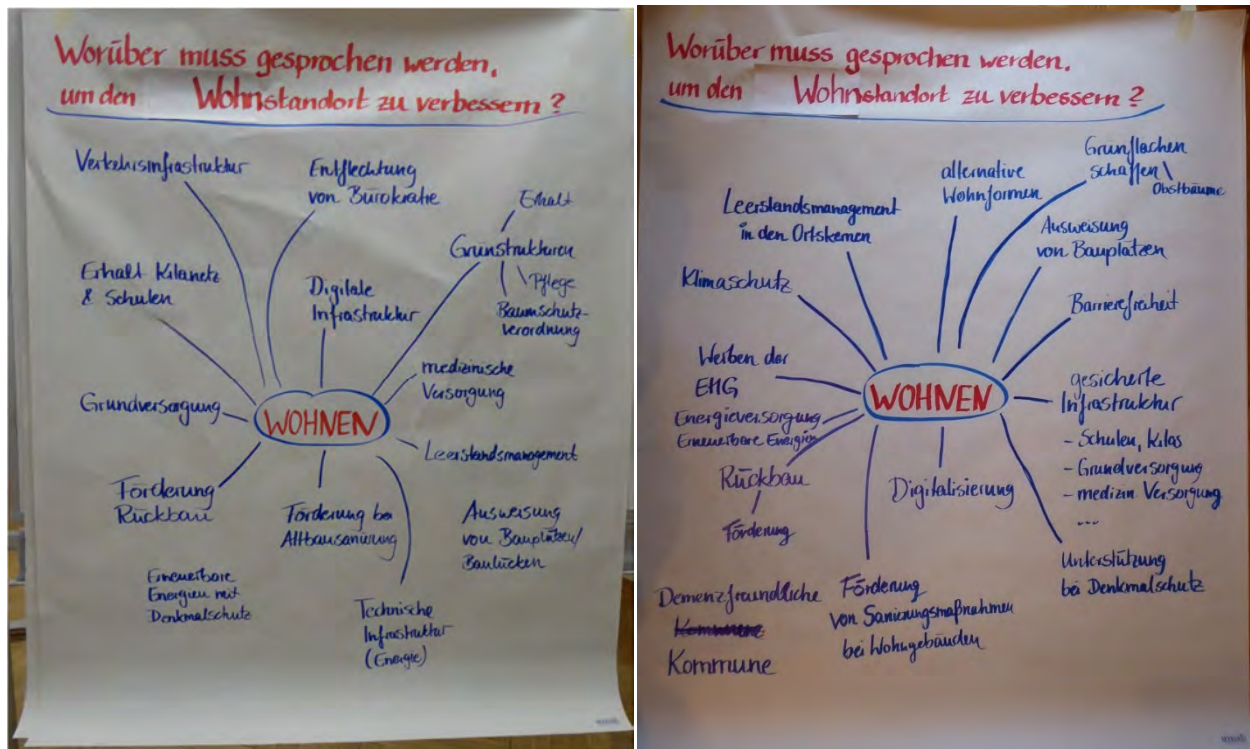 Worüber muss gesprochen werden,
um den Wohnstandort zu verbessern?
Verkehrsinfrastruktur
Entflechtung
von Bürokratie
Erhalt
Grünstrukturen
Pflege
Baumschutz-
verordnung
Erhalt Kitanetz
& Schulen
Digitale
Infrastruktur
medizinische
Versorgung
Grundversorgung
WOHNEN
Leerstandsmanagement
Förderung
Rückbau
Förderung bei
Altbausanierung
Ausweisung
von Bauplätzen/
Baulücken
Erneuerbare
Energien mit
Denkmalschutz
Technische
Infrastruktur
(Energie)
Worüber muss gesprochen werden,
um den Wohnstandort zu verbessern?
Grünflächen
schaffen
Obstbäume
alternative
Wohnformen
Leerstandsmanagement
in den Ortskernen
Ausweisung
von Bauplätzen
Klimaschutz
Barrierefreiheit
Werben der
EHG
WOHNEN
gesicherte
Infrastruktur
- Schulen, Kitas
- Grundversorgung
- medizin Versorgung
...
Energieversorgung
Erneuerbare Energien
Rückbau
Förderung
Digitalisierung
Unterstützung
bei Denkmalschutz
Demenzfreundliche
Kommune
Förderung
von Sanierungsmaßnahmen
bei Wohngebäuden